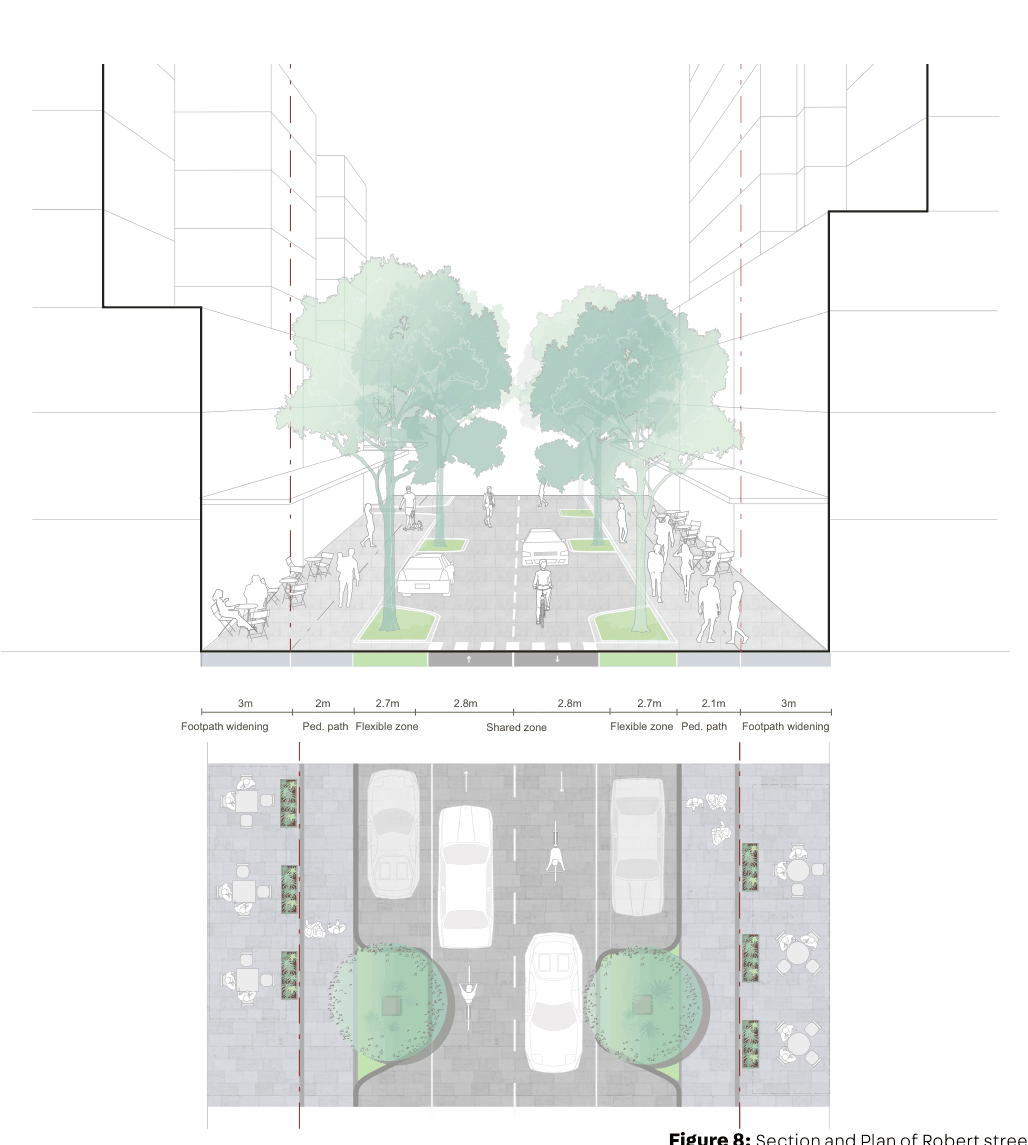 3m 2m 2.7m 2.8m 2.8m 2.7m 2.1m 3m
Footpath widening Ped. path Flexible zone Shared zone Flexible zone Ped. path Footpath widening
Figure 8: Section and Plan of Robert stree